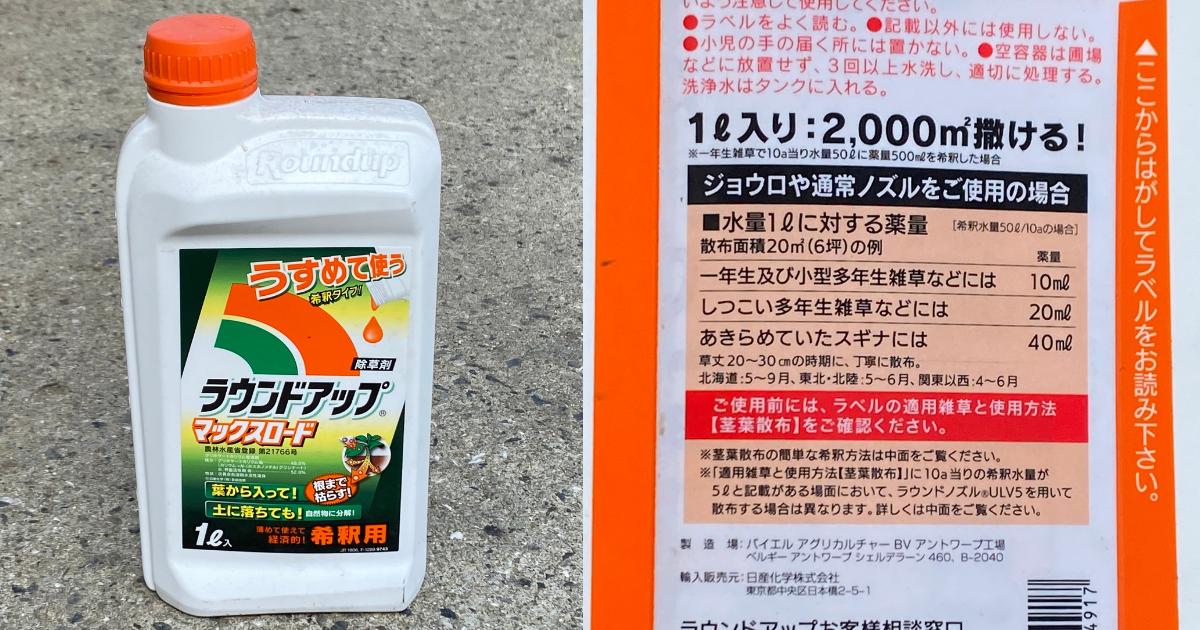 Roundup
うすめて使う
希釈タイプ!
除草剤
ラウンドアップ®
マックスロード
農林水産省登録 第21766号
葉から入って!
根まで
枯らす!
土に落ちても!自然物に分解!
薄めて使えて
経済的!
希釈用
1ℓ入
いよう注意して使用してください。
●ラベルをよく読む。●記載以外には使用しない。
●小児の手の届く所には置かない。●空容器は圃場
などに放置せず、3回以上水洗し、適切に処理する。
洗浄水はタンクに入れる。
1ℓ入り:2,000㎡撒ける!
※一年生雑草で10a当り水量50ℓに薬量500mℓを希釈した場合
ジョウロや通常ノズルをご使用の場合
■水量1ℓに対する薬量 [希釈水量50ℓ/10aの場合]
散布面積20㎡(6坪)の例
薬量
一年生及び小型多年生雑草などには 10mℓ
しつこい多年生雑草などには 20mℓ
あきらめていたスギナには 40mℓ
草丈20~30㎝の時期に、丁寧に散布。
北海道:5~9月、東北・北陸:5~6月、関東以西:4~6月
ご使用前には、ラベルの適用雑草と使用方法
【茎葉散布】をご確認ください。
※茎葉散布の簡単な希釈方法は中面をご覧ください。
※「適用雑草と使用方法【茎葉散布】」に10a当りの希釈水量が
5ℓと記載がある場面において、ラウンドノズル®ULV5を用いて
散布する場合は異なります。詳しくは中面をご覧ください。
製造場:バイエル アグリカルチャー BV アントワープ工場
ベルギー アントワープ シェルデラーン 460、B-2040
輸入販売元:日産化学株式会社
東京都中央区日本橋2-5-1
ラウンドアップお客様相談窓口
4917
▲ここからはがしてラベルをお読み下さい。